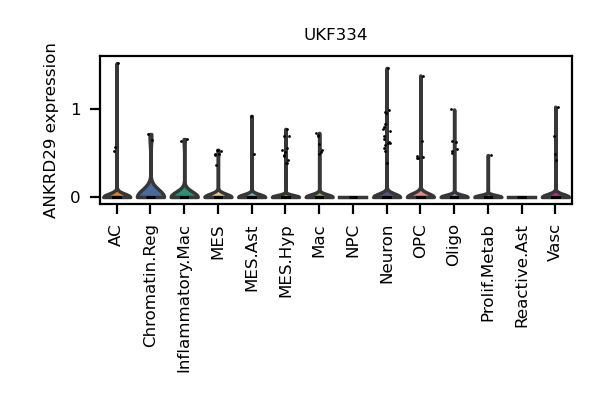 UKF334
ANKRD29 expression
1
0
AC
Chromatin.Reg
Inflammatory.Mac
MES
MES.Ast
MES.Hyp
Mac
NPC
Neuron
OPC
Oligo
Prolif.Metab
Reactive.Ast
Vasc